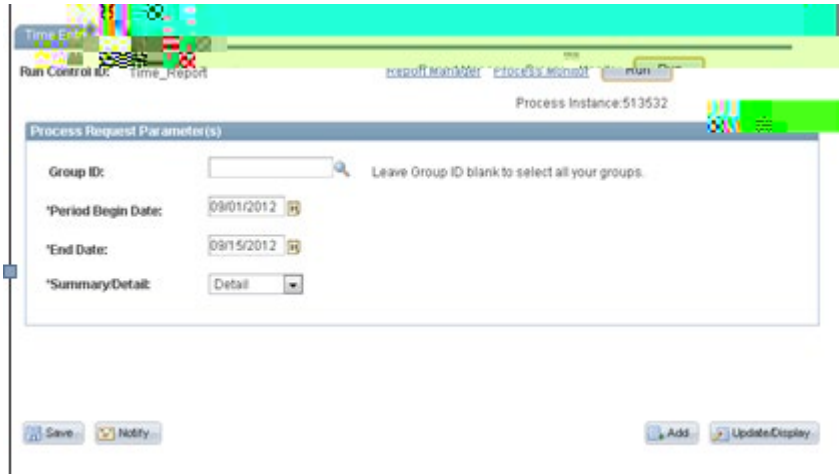 Time Entry
Run Control ID: Time_Report Report Manager Process Monitor Run
Process Instance:513532
Process Request Parameter(s)
Group ID: Leave Group ID blank to select all your groups.
*Period Begin Date: 09/01/2012
*End Date: 09/15/2012
*Summary/Detail: Detail
Save Notify Add Update/Display